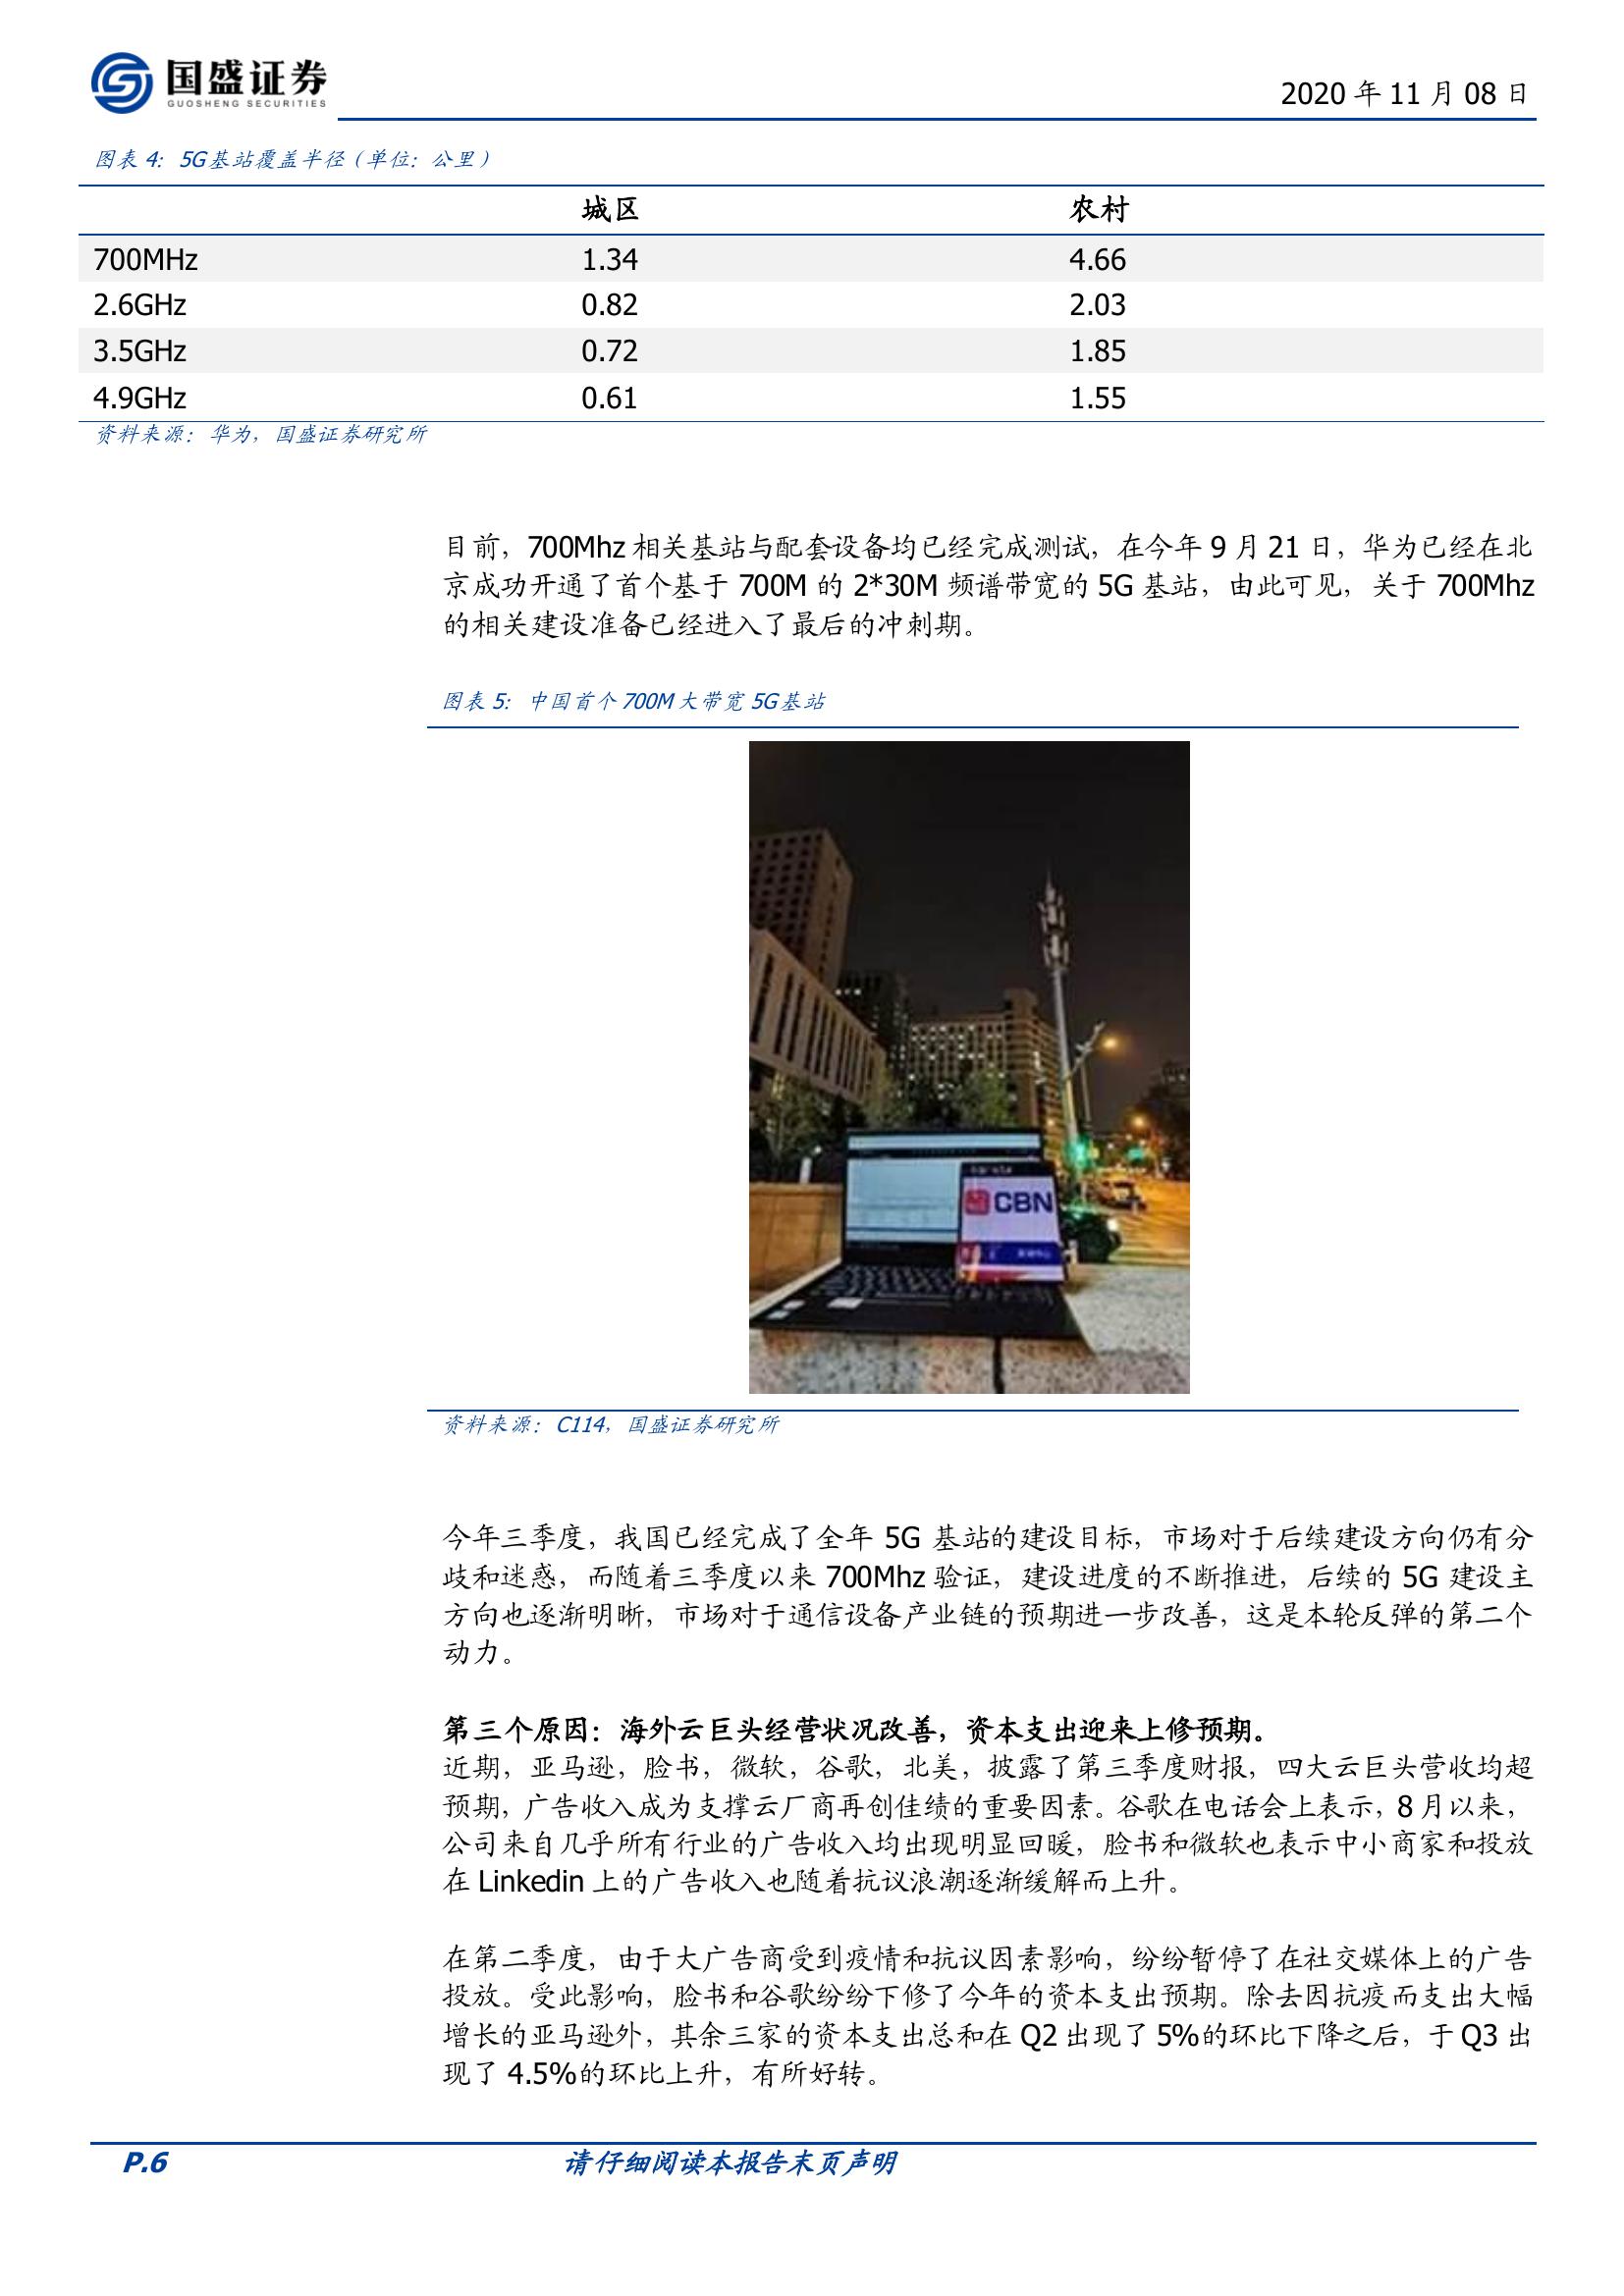 国盛证券
GUOSHENG SECURITIES
2020 年 11 月 08 日
图表 4: 5G基站覆盖半径（单位：公里）
城区 农村
700MHz 1.34 4.66
2.6GHz 0.82 2.03
3.5GHz 0.72 1.85
4.9GHz 0.61 1.55
资料来源：华为，国盛证券研究所
目前，700Mhz 相关基站与配套设备均已经完成测试，在今年 9 月 21 日，华为已经在北
京成功开通了首个基于 700M 的 2*30M 频谱带宽的 5G 基站，由此可见，关于 700Mhz
的相关建设准备已经进入了最后的冲刺期。
图表 5: 中国首个 700M 大带宽 5G基站
CBN
资料来源：C114，国盛证券研究所
今年三季度，我国已经完成了全年 5G 基站的建设目标，市场对于后续建设方向仍有分
歧和迷惑，而随着三季度以来 700Mhz 验证，建设进度的不断推进，后续的 5G 建设主
方向也逐渐明晰，市场对于通信设备产业链的预期进一步改善，这是本轮反弹的第二个
动力。
第三个原因：海外云巨头经营状况改善，资本支出迎来上修预期。
近期，亚马逊，脸书，微软，谷歌，北美，披露了第三季度财报，四大云巨头营收均超
预期，广告收入成为支撑云厂商再创佳绩的重要因素。谷歌在电话会上表示，8 月以来，
公司来自几乎所有行业的广告收入均出现明显回暖，脸书和微软也表示中小商家和投放
在 Linkedin 上的广告收入也随着抗议浪潮逐渐缓解而上升。
在第二季度，由于大广告商受到疫情和抗议因素影响，纷纷暂停了在社交媒体上的广告
投放。受此影响，脸书和谷歌纷纷下修了今年的资本支出预期。除去因抗疫而支出大幅
增长的亚马逊外，其余三家的资本支出总和在 Q2 出现了 5%的环比下降之后，于 Q3 出
现了 4.5%的环比上升，有所好转。
P.6 请仔细阅读本报告末页声明